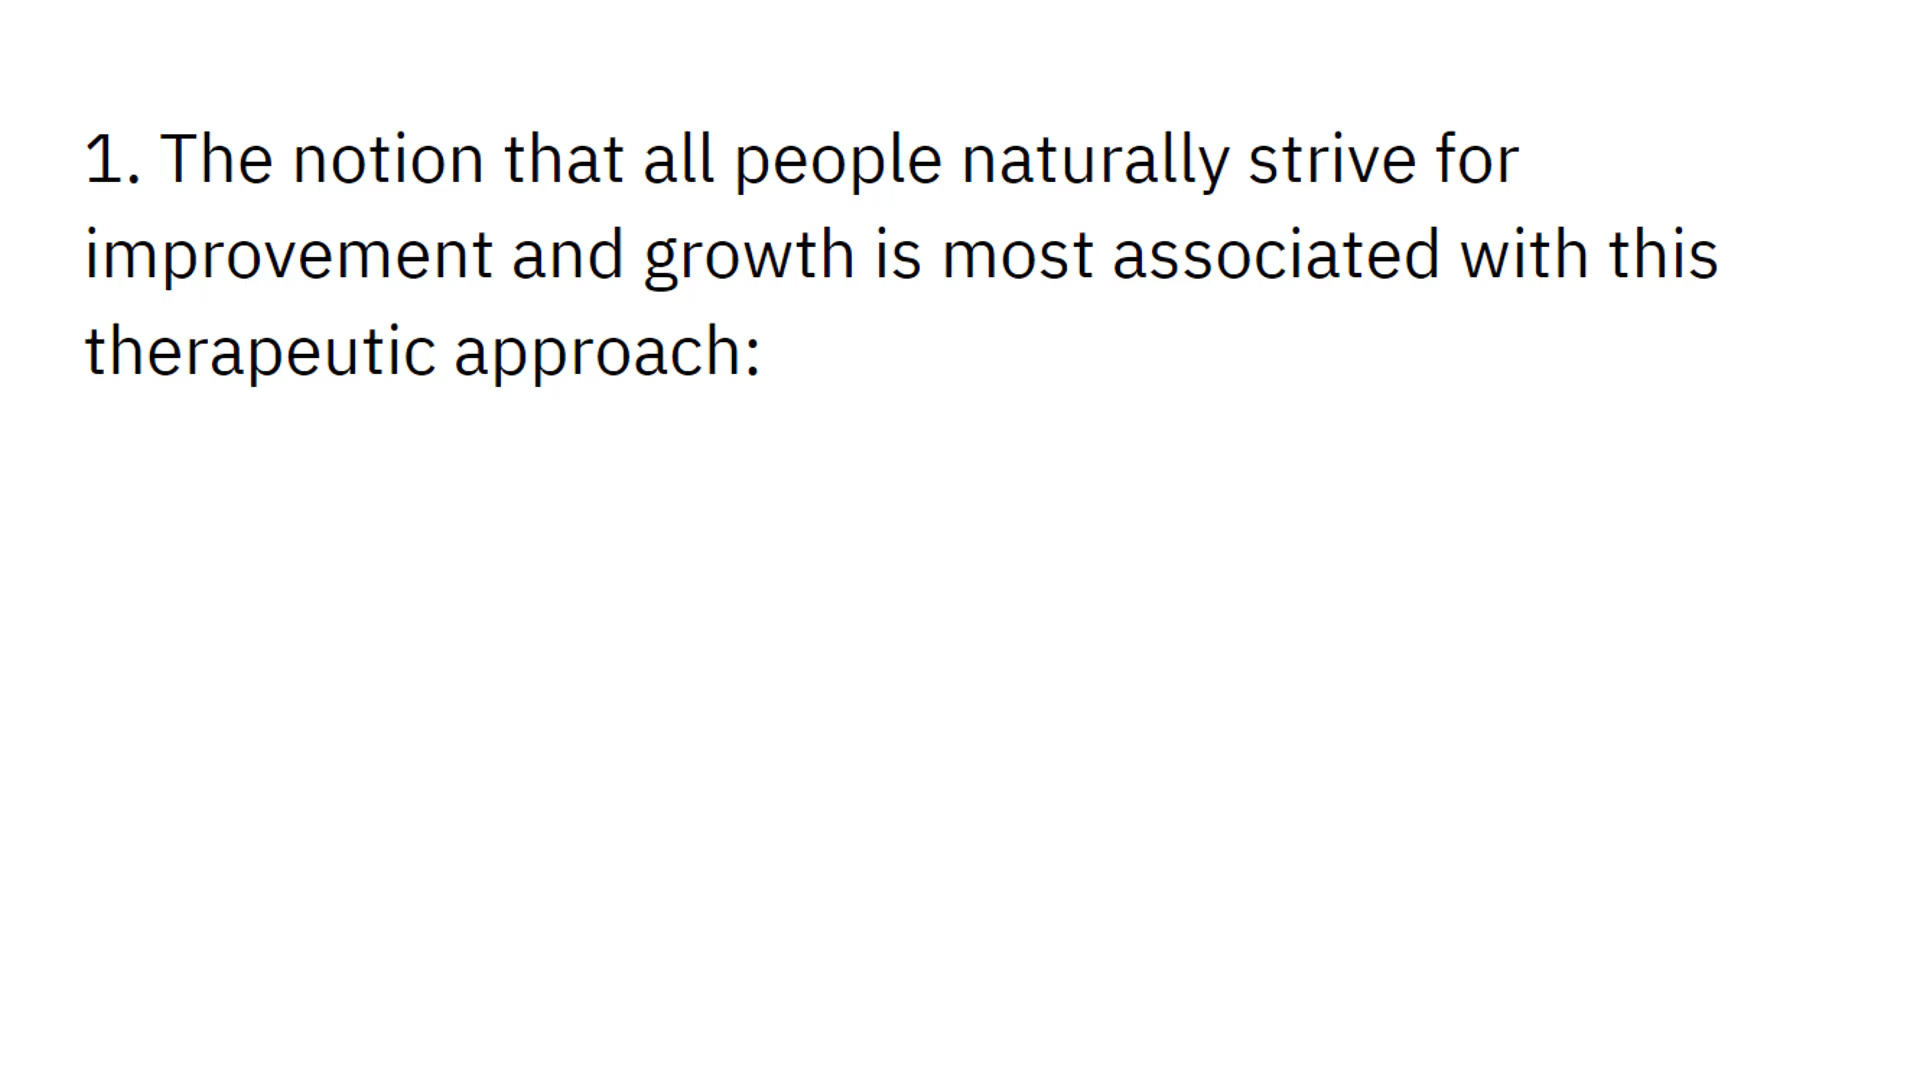 1. The notion that all people naturally strive for
improvement and growth is most associated with this
therapeutic approach: